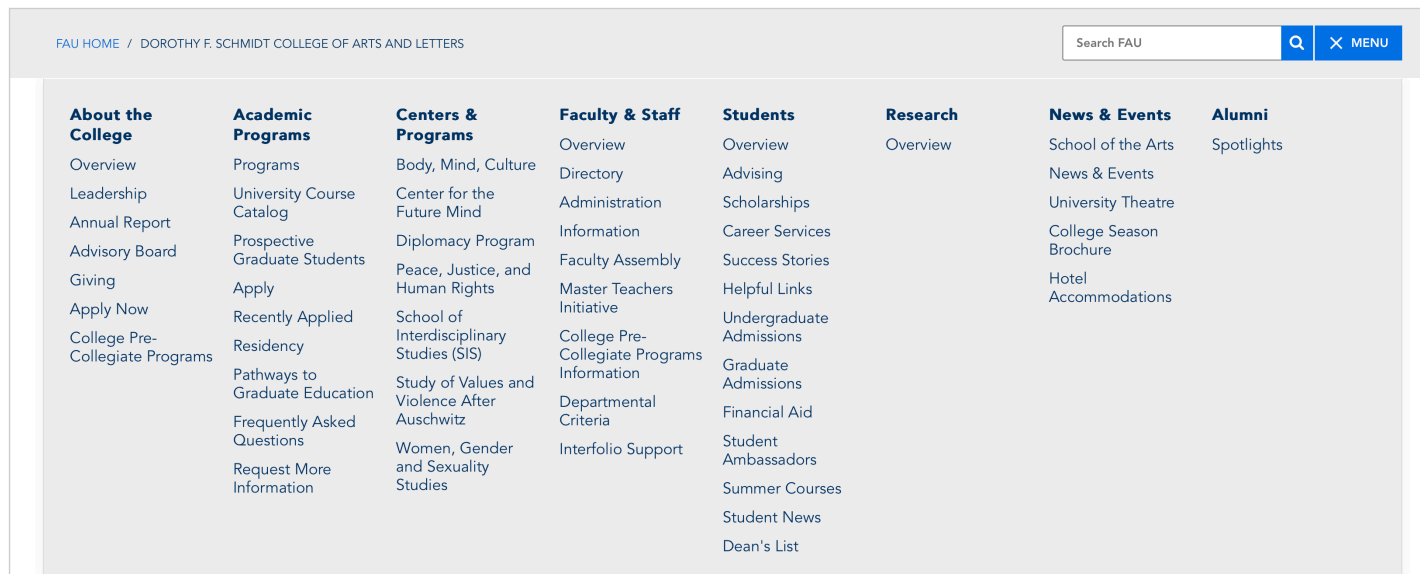 FAU HOME / DOROTHY F. SCHMIDT COLLEGE OF ARTS AND LETTERS
Search FAU
MENU
About the
College
Overview
Leadership
Annual Report
Advisory Board
Giving
Apply Now
College Pre-
Collegiate Programs
Academic
Programs
Programs
University Course
Catalog
Prospective
Graduate Students
Apply
Recently Applied
Residency
Pathways to
Graduate Education
Frequently Asked
Questions
Request More
Information
Centers &
Programs
Body, Mind, Culture
Center for the
Future Mind
Diplomacy Program
Peace, Justice, and
Human Rights
School of
Interdisciplinary
Studies (SIS)
Study of Values and
Violence After
Auschwitz
Women, Gender
and Sexuality
Studies
Faculty & Staff
Overview
Directory
Administration
Information
Faculty Assembly
Master Teachers
Initiative
College Pre-
Collegiate Programs
Information
Departmental
Criteria
Interfolio Support
Students
Overview
Advising
Scholarships
Career Services
Success Stories
Helpful Links
Undergraduate
Admissions
Graduate
Admissions
Financial Aid
Student
Ambassadors
Summer Courses
Student News
Dean's List
Research
Overview
News & Events
School of the Arts
News & Events
University Theatre
College Season
Brochure
Hotel
Accommodations
Alumni
Spotlights